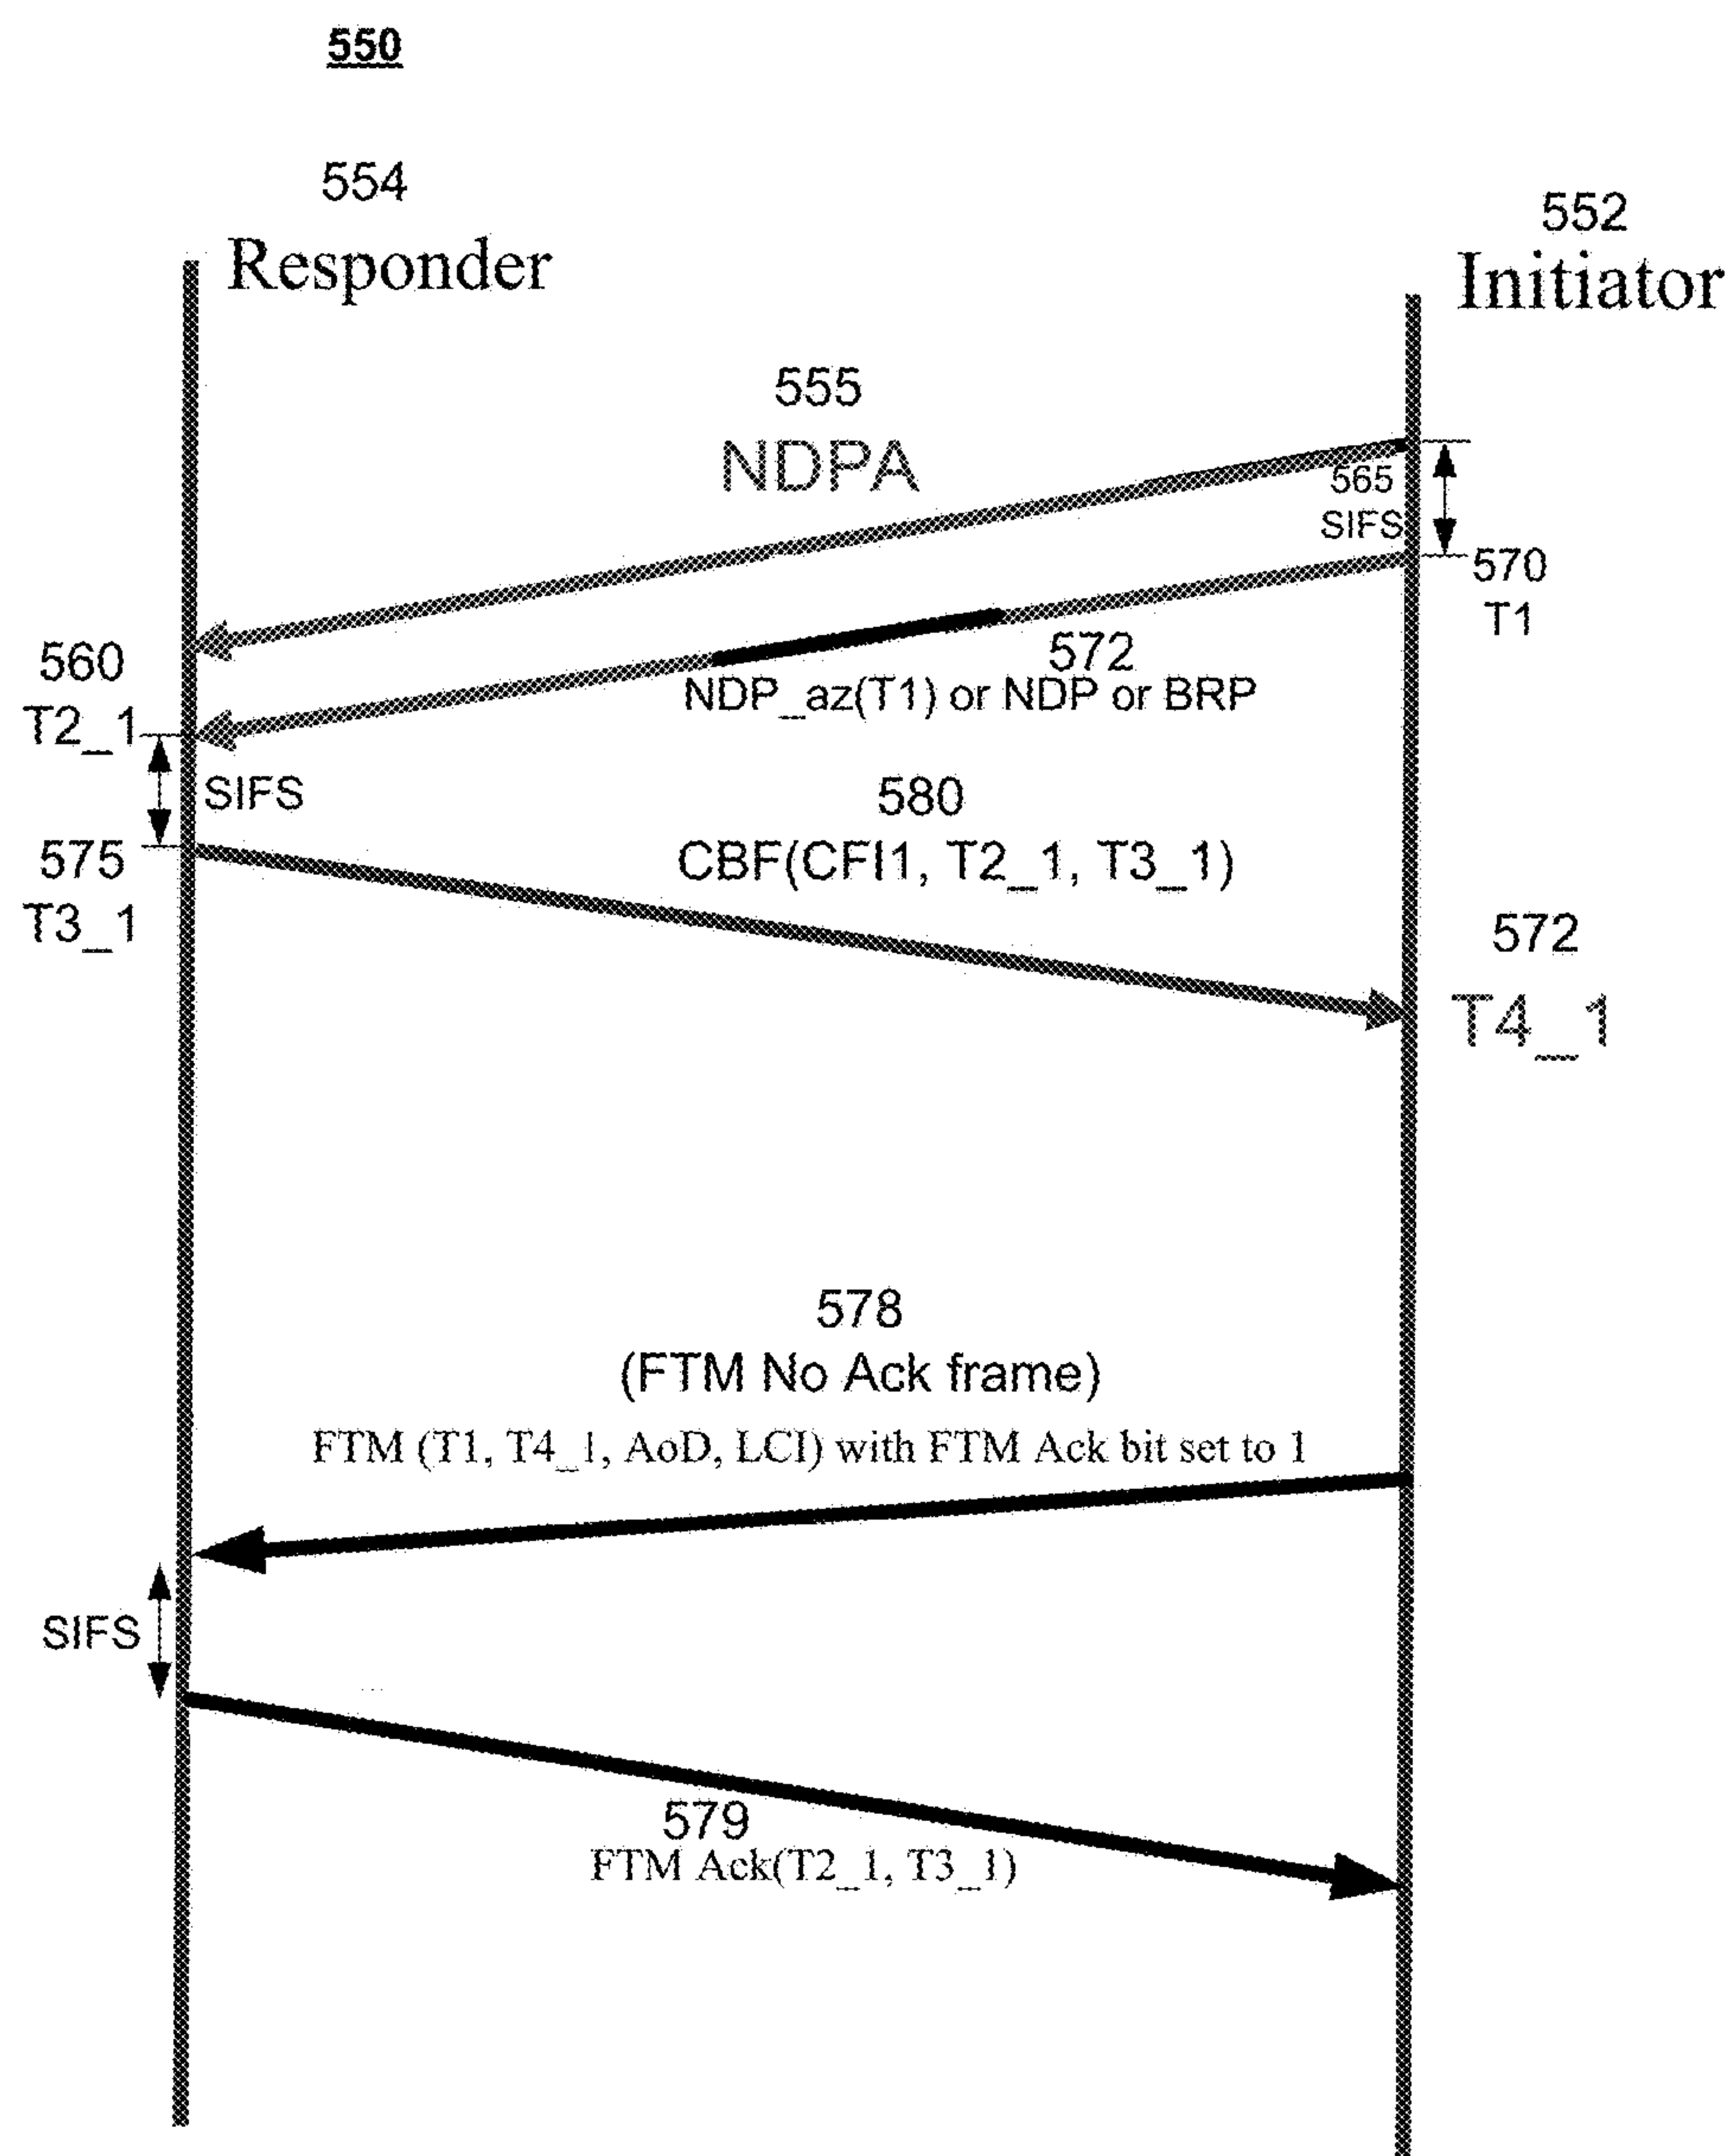 550
554
Responder
552
Initiator
555
NDPA
565
SIFS
570
T1
572
NDP_az(T1) or NDP or BRP
560
T2_1
SIFS
580
CBF(CFI1, T2_1, T3_1)
575
T3_1
572
T4_1
578
(FTM No Ack frame)
FTM (T1, T4_1, AoD, LCI) with FTM Ack bit set to 1
SIFS
579
FTM Ack(T2_1, T3_1)